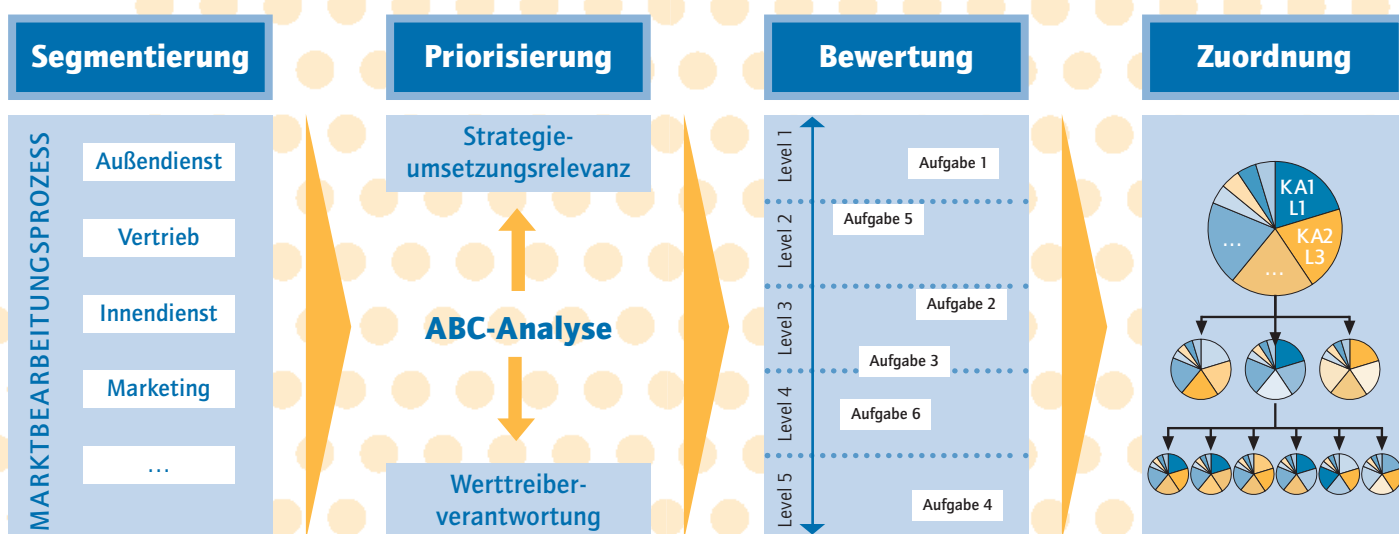 Segmentierung
Priorisierung
Bewertung
Zuordnung
MARKTBEARBEITUNGSPROZESS
Außendienst
Vertrieb
Innendienst
Marketing
...
Strategie-
umsetzungsrelevanz
ABC-Analyse
Werttreiber-
verantwortung
Level 1
Level 2
Level 3
Level 4
Level 5
Aufgabe 1
Aufgabe 5
Aufgabe 2
Aufgabe 3
Aufgabe 6
Aufgabe 4
KA1
L1
KA2
L3
...
...